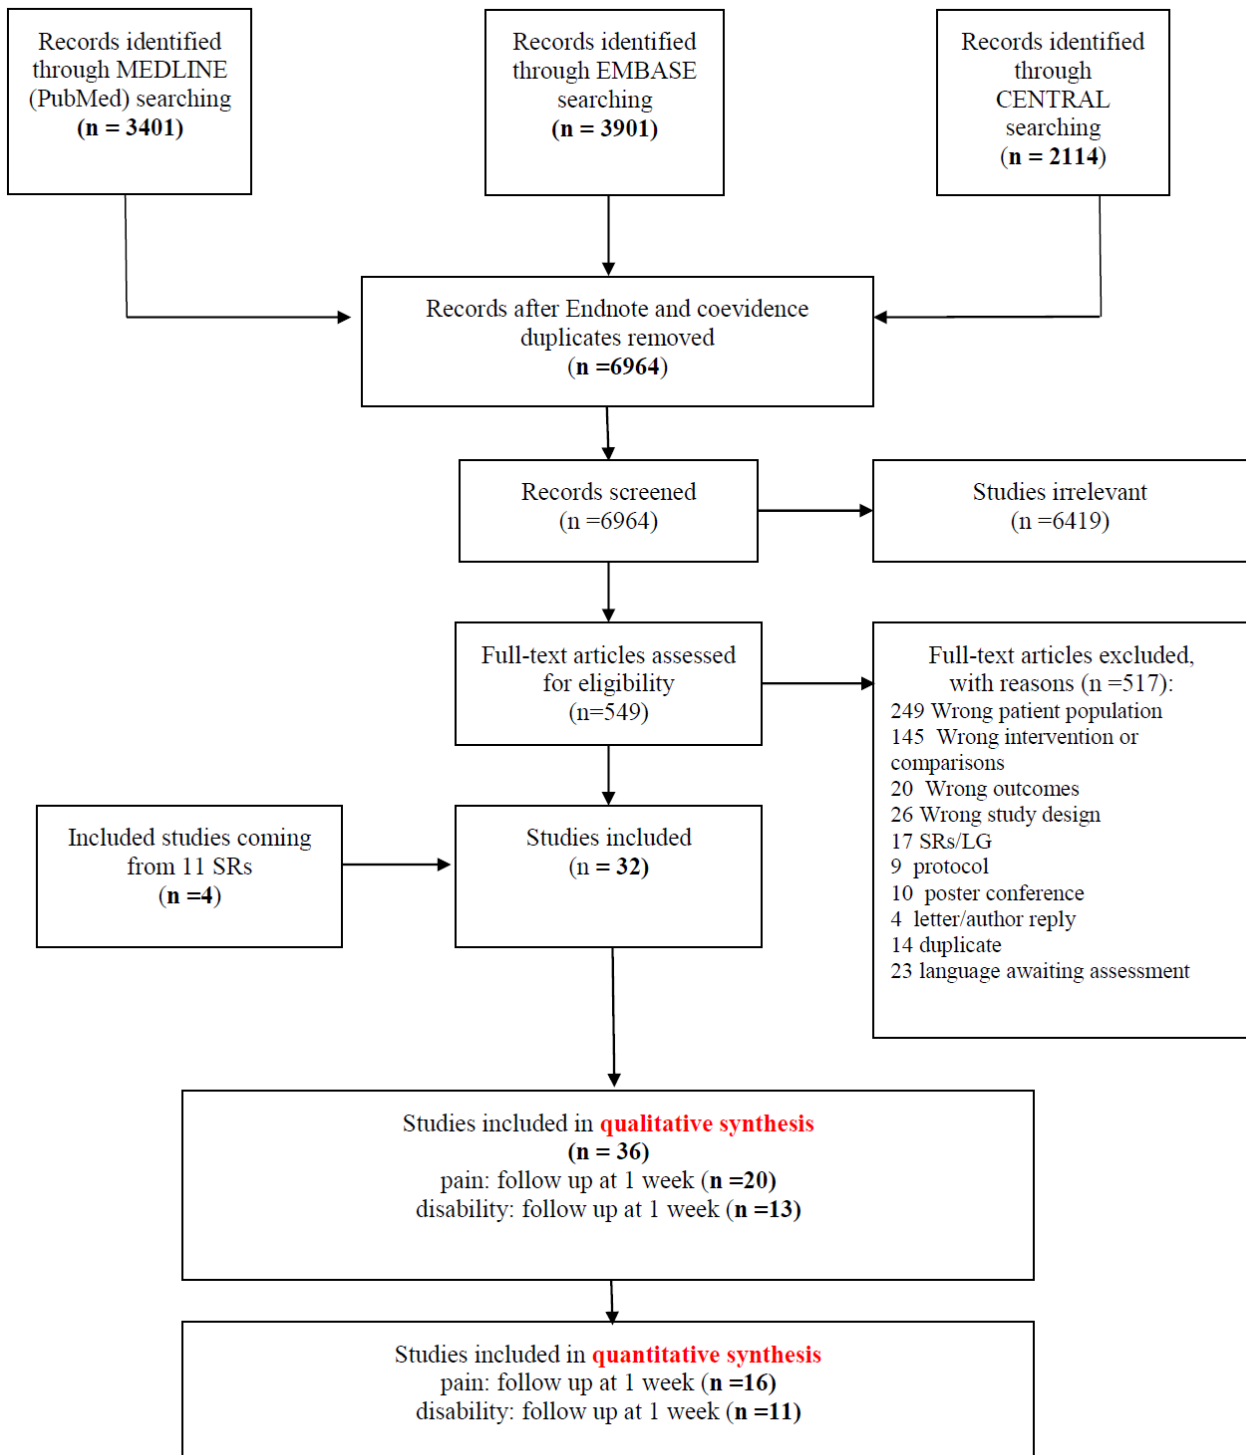 Records identified
through MEDLINE
(PubMed) searching
(n = 3401)
Records identified
through EMBASE
searching
(n = 3901)
Records identified
through
CENTRAL
searching
(n = 2114)
Records after Endnote and coevidence
duplicates removed
(n =6964)
Records screened
(n =6964)
Studies irrelevant
(n =6419)
Full-text articles assessed
for eligibility
(n=549)
Full-text articles excluded,
with reasons (n =517):
249 Wrong patient population
145 Wrong intervention or
comparisons
20 Wrong outcomes
26 Wrong study design
17 SRs/LG
9 protocol
10 poster conference
4 letter/author reply
14 duplicate
23 language awaiting assessment
Included studies coming
from 11 SRs
(n =4)
Studies included
(n = 32)
Studies included in qualitative synthesis
(n = 36)
pain: follow up at 1 week (n =20)
disability: follow up at 1 week (n =13)
Studies included in quantitative synthesis
pain: follow up at 1 week (n =16)
disability: follow up at 1 week (n =11)